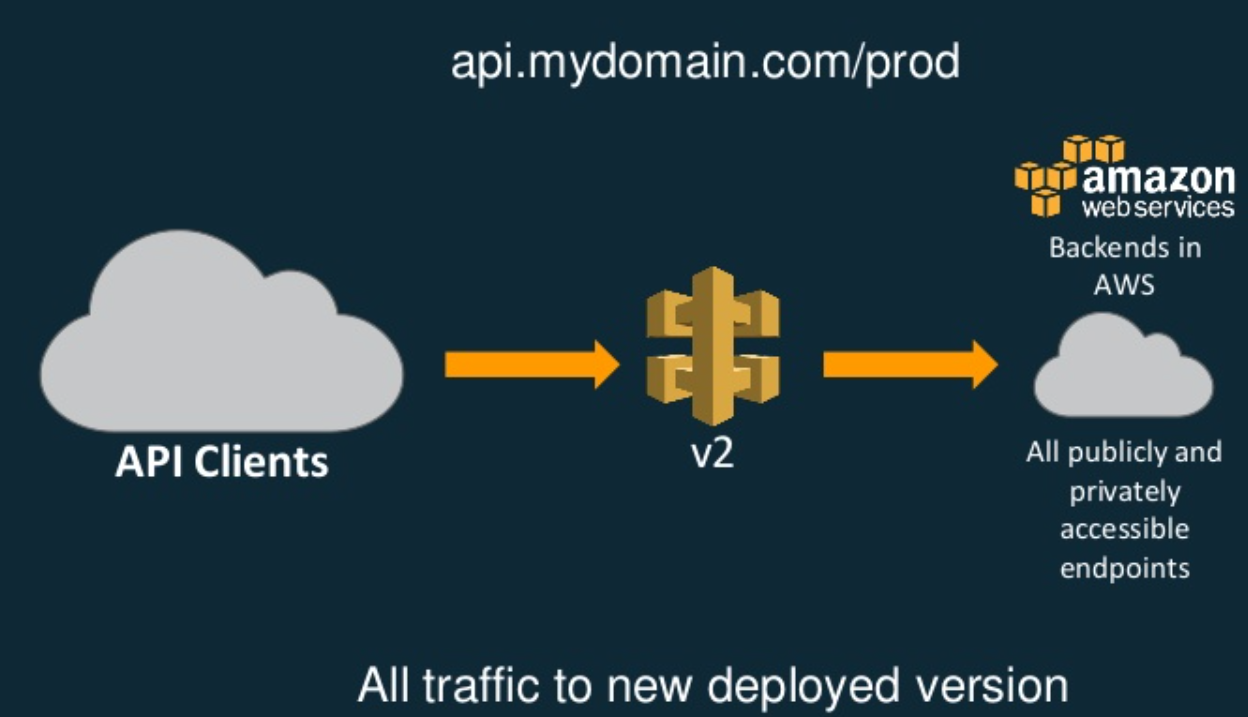 api.mydomain.com/prod
amazon
webservices
Backends in
AWS
API Clients
v2
All publicly and
privately
accessible
endpoints
All traffic to new deployed version